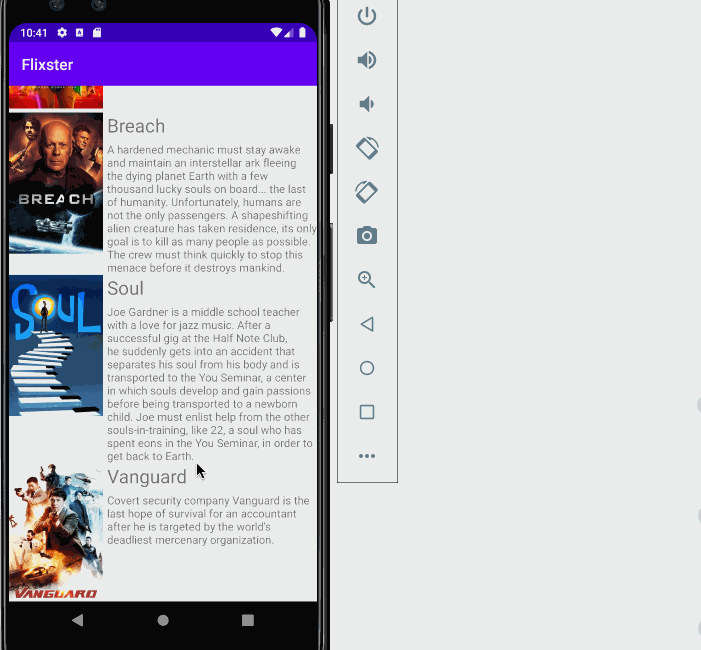 10:41
Flixster
BREACH
Breach
A hardened mechanic must stay awake
and maintain an interstellar ark fleeing
the dying planet Earth with a few
thousand lucky souls on board... the last
of humanity. Unfortunately, humans are
not the only passengers. A shapeshifting
alien creature has taken residence, its only
goal is to kill as many people as possible.
The crew must think quickly to stop this
menace before it destroys mankind.
SOUL
Soul
Joe Gardner is a middle school teacher
with a love for jazz music. After a
successful gig at the Half Note Club,
he suddenly gets into an accident that
separates his soul from his body and is
transported to the You Seminar, a center
in which souls develop and gain passions
before being transported to a newborn
child. Joe must enlist help from the other
souls-in-training, like 22, a soul who has
spent eons in the You Seminar, in order to
get back to Earth.
Vanguard
Covert security company Vanguard is the
last hope of survival for an accountant
after he is targeted by the world's
deadliest mercenary organization.
VANGUARD